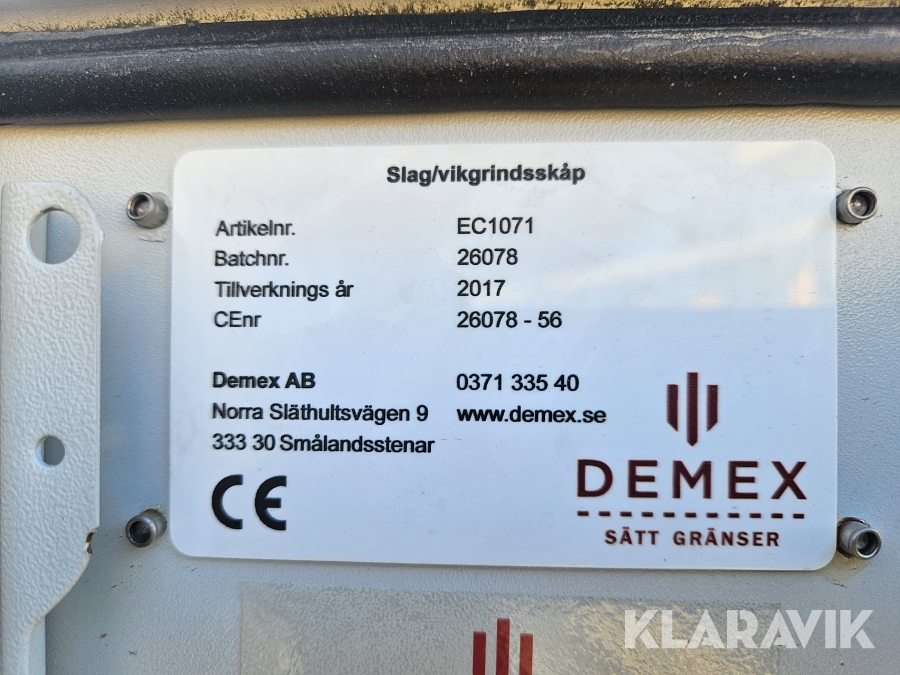 Slag/vikgrindsskåp
Artikelnr. EC1071
Batchnr. 26078
Tillverknings år 2017
CEnr 26078 - 56
Demex AB 0371 335 40
Norra Släthultsvägen 9 www.demex.se
333 30 Smålandsstenar
CE
DEMEX
SÄTT GRÄNSER
KLARAVIK